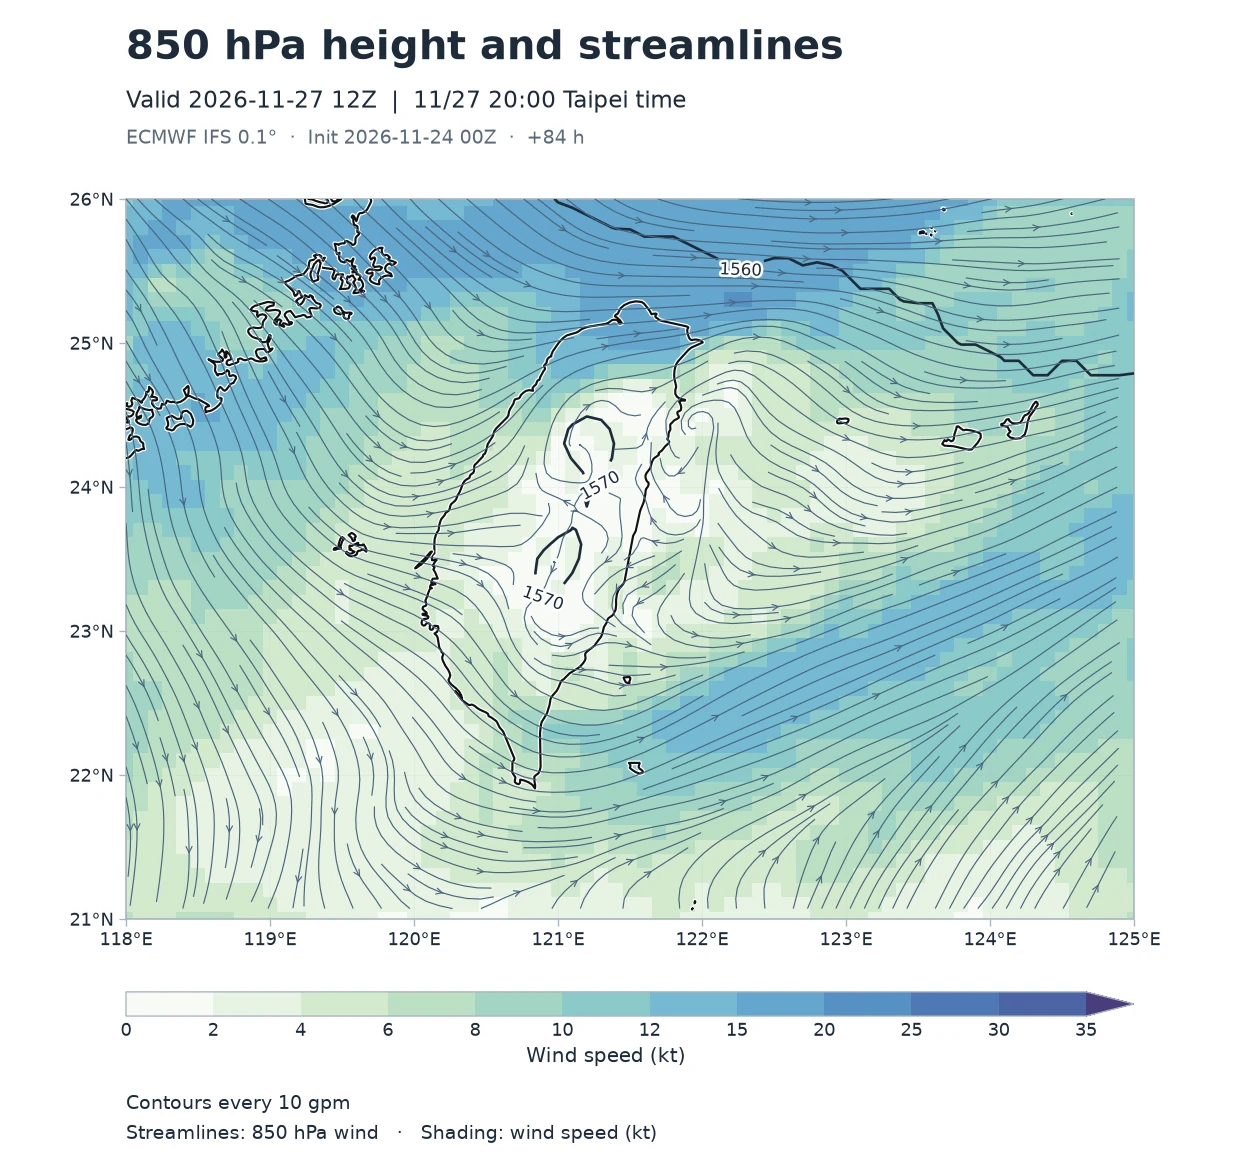 850 hPa height and streamlines
Valid 2026-11-27 12Z | 11/27 20:00 Taipei time
ECMWF IFS 0.1° · Init 2026-11-24 00Z · +84 h
26°N
1560
25°N
24°N
1570
1570
23°N
22°N
21°N
118°E 119°E 120°E 121°E 122°E 123°E 124°E 125°E
0 2 4 6 8 10 12 15 20 25 30 35
Wind speed (kt)
Contours every 10 gpm
Streamlines: 850 hPa wind · Shading: wind speed (kt)